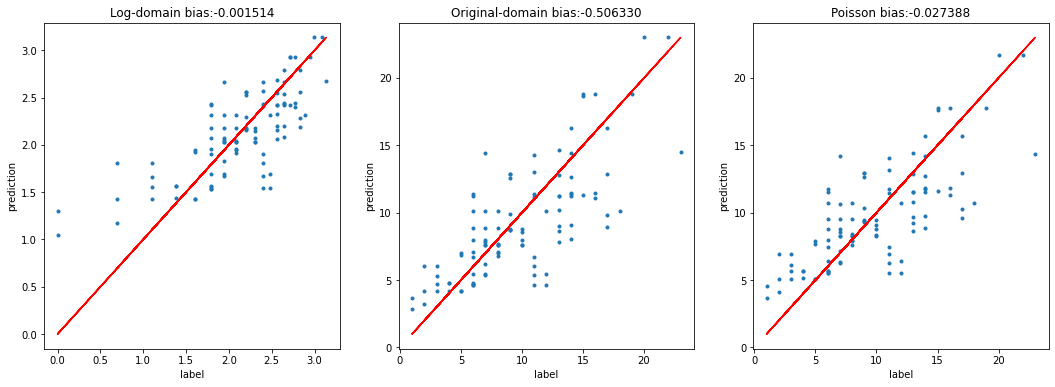 Log-domain bias:-0.001514
3.0
2.5
2.0
1.5
1.0
0.5
0.0
prediction
0.0 0.5 1.0 1.5 2.0 2.5 3.0
label
Original-domain bias:-0.506330
20
15
10
5
0
prediction
0 5 10 15 20
label
Poisson bias:-0.027388
20
15
10
5
0
prediction
0 5 10 15 20
label